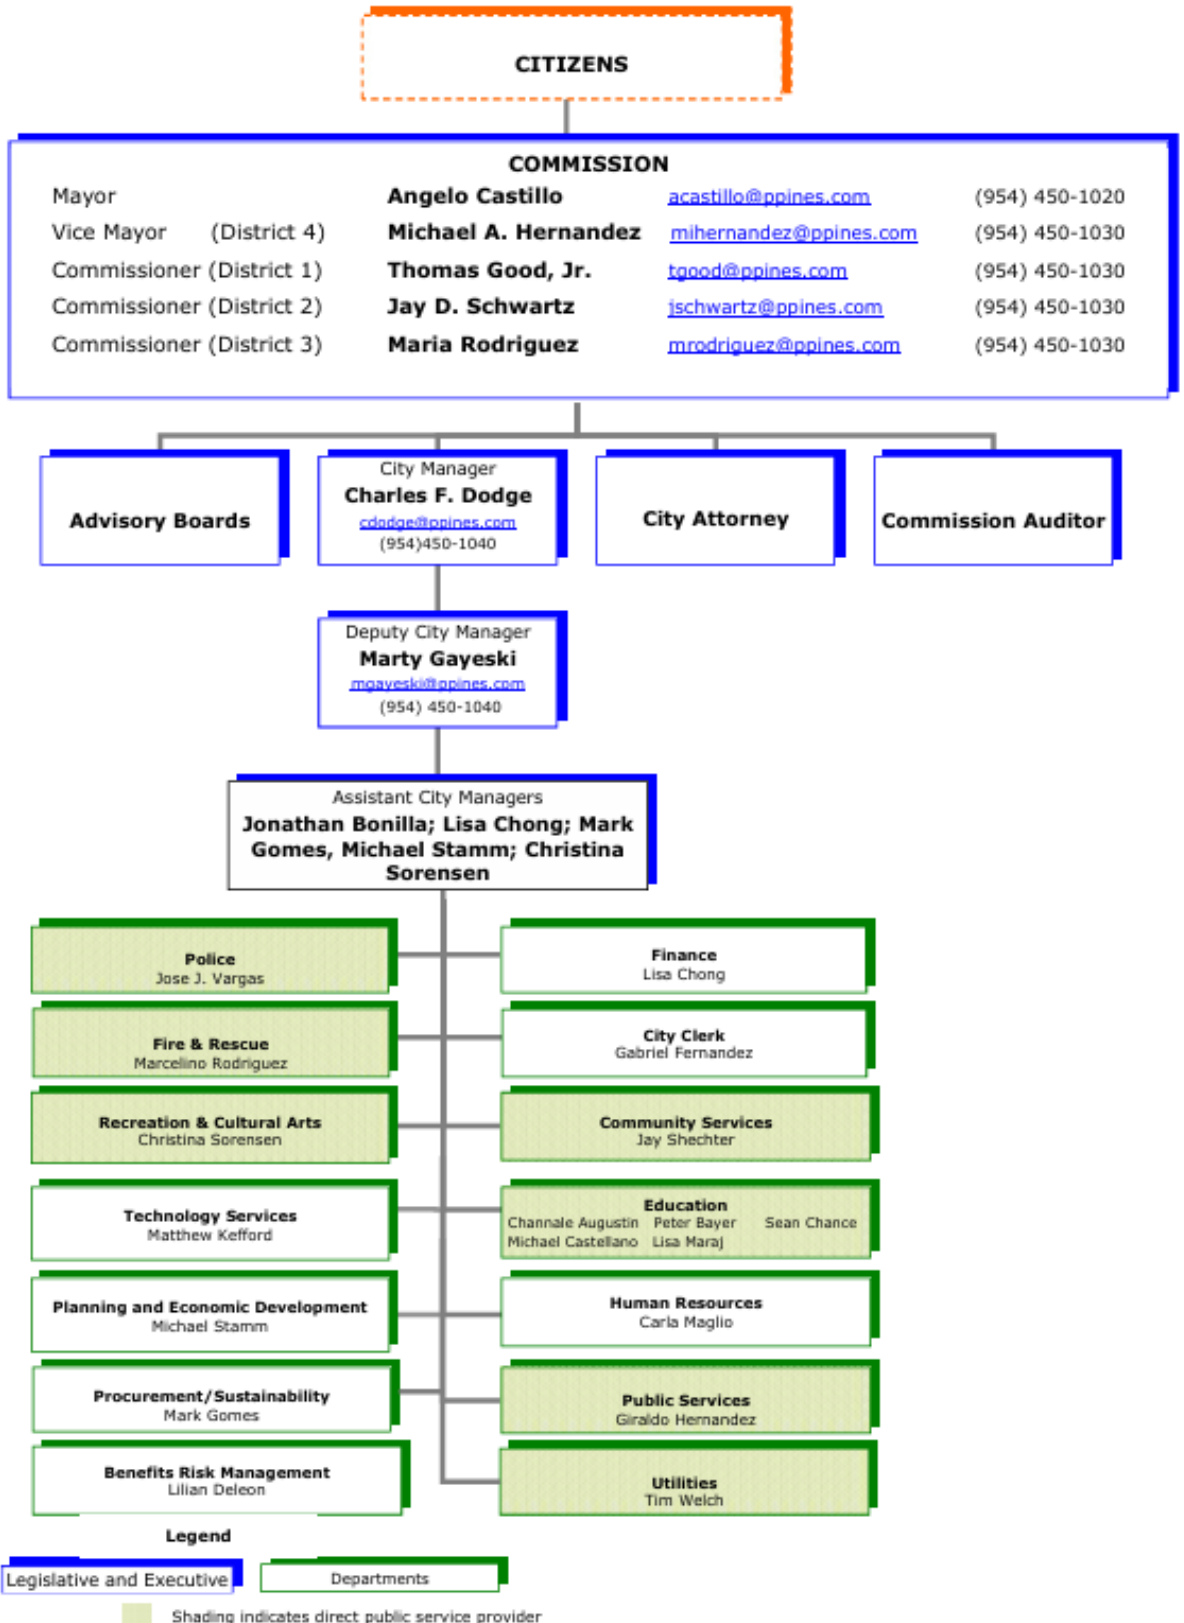 CITIZENS
COMMISSION
Mayor Angelo Castillo acastillo@ppines.com (954) 450-1020
Vice Mayor (District 4) Michael A. Hernandez mihernandez@ppines.com (954) 450-1030
Commissioner (District 1) Thomas Good, Jr. tgood@ppines.com (954) 450-1030
Commissioner (District 2) Jay D. Schwartz jschwartz@ppines.com (954) 450-1030
Commissioner (District 3) Maria Rodriguez mrodriguez@ppines.com (954) 450-1030
Advisory Boards
City Manager
Charles F. Dodge
cdodge@ppines.com
(954)450-1040
City Attorney
Commission Auditor
Deputy City Manager
Marty Gayeski
mgayeski@ppines.com
(954) 450-1040
Assistant City Managers
Jonathan Bonilla; Lisa Chong; Mark
Gomes, Michael Stamm; Christina
Sorensen
Police
Jose J. Vargas
Finance
Lisa Chong
Fire & Rescue
Marcelino Rodriguez
City Clerk
Gabriel Fernandez
Recreation & Cultural Arts
Christina Sorensen
Community Services
Jay Shechter
Technology Services
Matthew Kefford
Education
Channale Augustin Peter Bayer Sean Chance
Michael Castellano Lisa Maraj
Planning and Economic Development
Michael Stamm
Human Resources
Carla Maglio
Procurement/Sustainability
Mark Gomes
Public Services
Giraldo Hernandez
Benefits Risk Management
Lilian Deleon
Utilities
Tim Welch
Legend
Legislative and Executive
Departments
Shading indicates direct public service provider